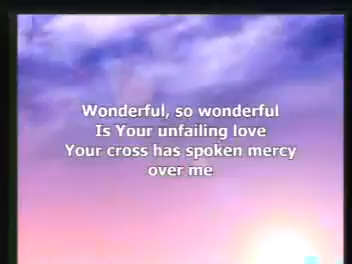 Wonderful, so wonderful
Is Your unfailing love
Your cross has spoken mercy
over me